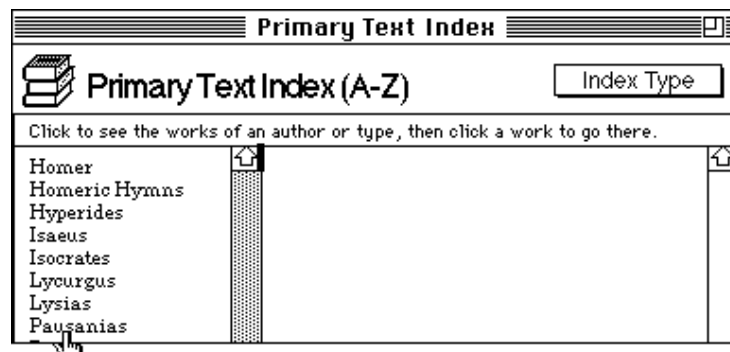 Primary Text Index
Primary Text Index (A-Z)
Index Type
Click to see the works of an author or type, then click a work to go there.
Homer
Homeric Hymns
Hyperides
Isaeus
Isocrates
Lycurgus
Lysias
Pausanias